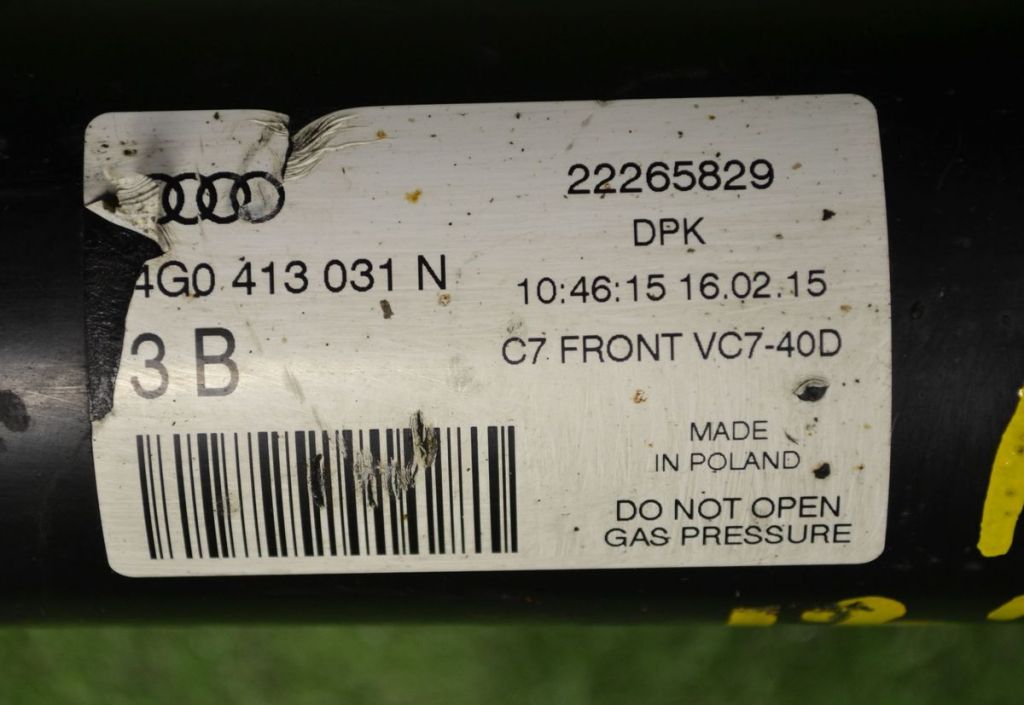 4G0 413 031 N
3 B
22265829
DPK
10:46:15 16.02.15
C7 FRONT VC7-40D
MADE
IN POLAND
DO NOT OPEN
GAS PRESSURE